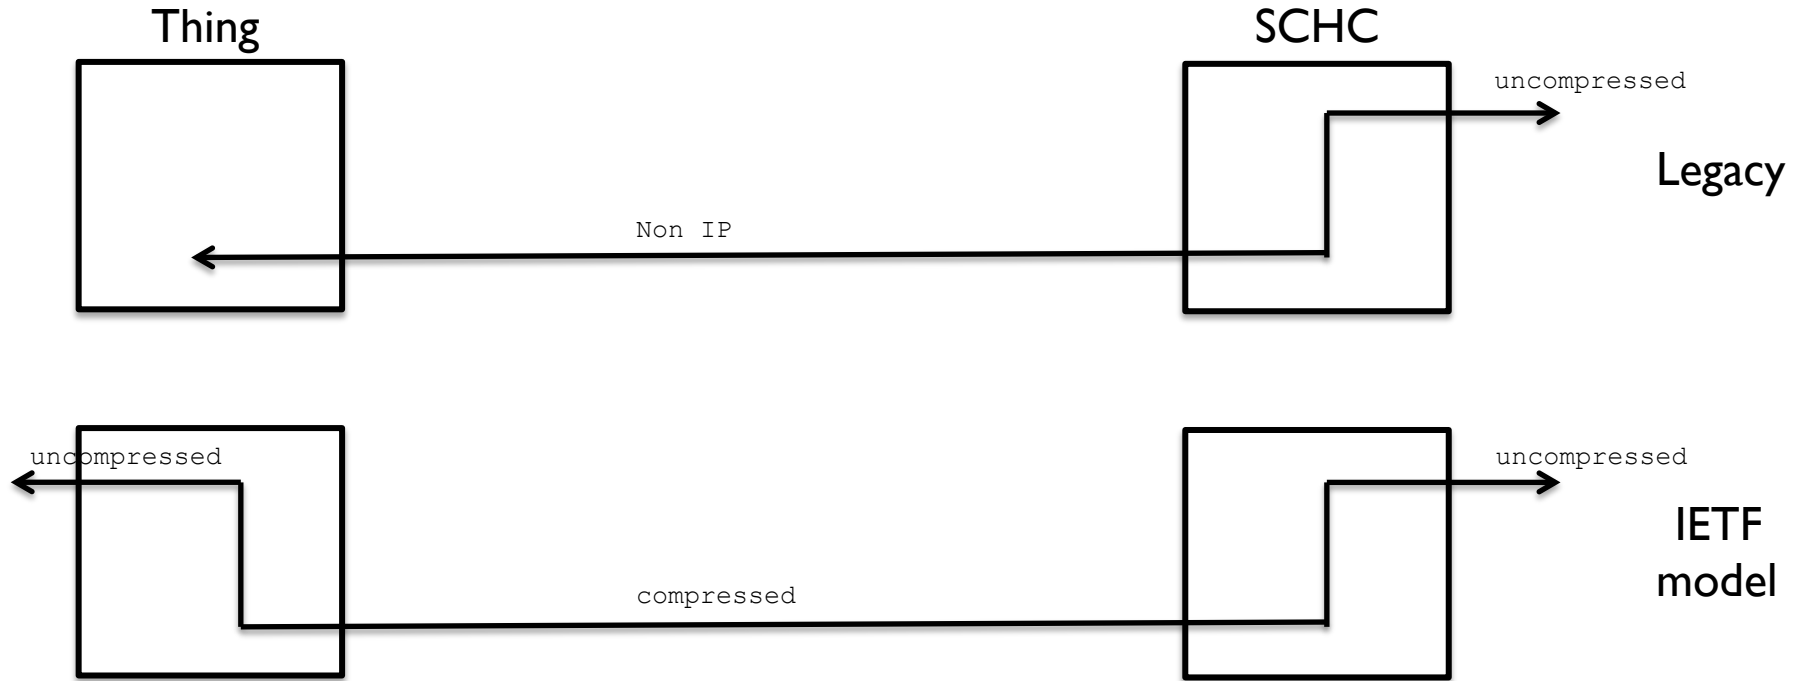 Thing
SCHC
uncompressed
Legacy
Non IP
uncompressed
uncompressed
IETF
model
compressed